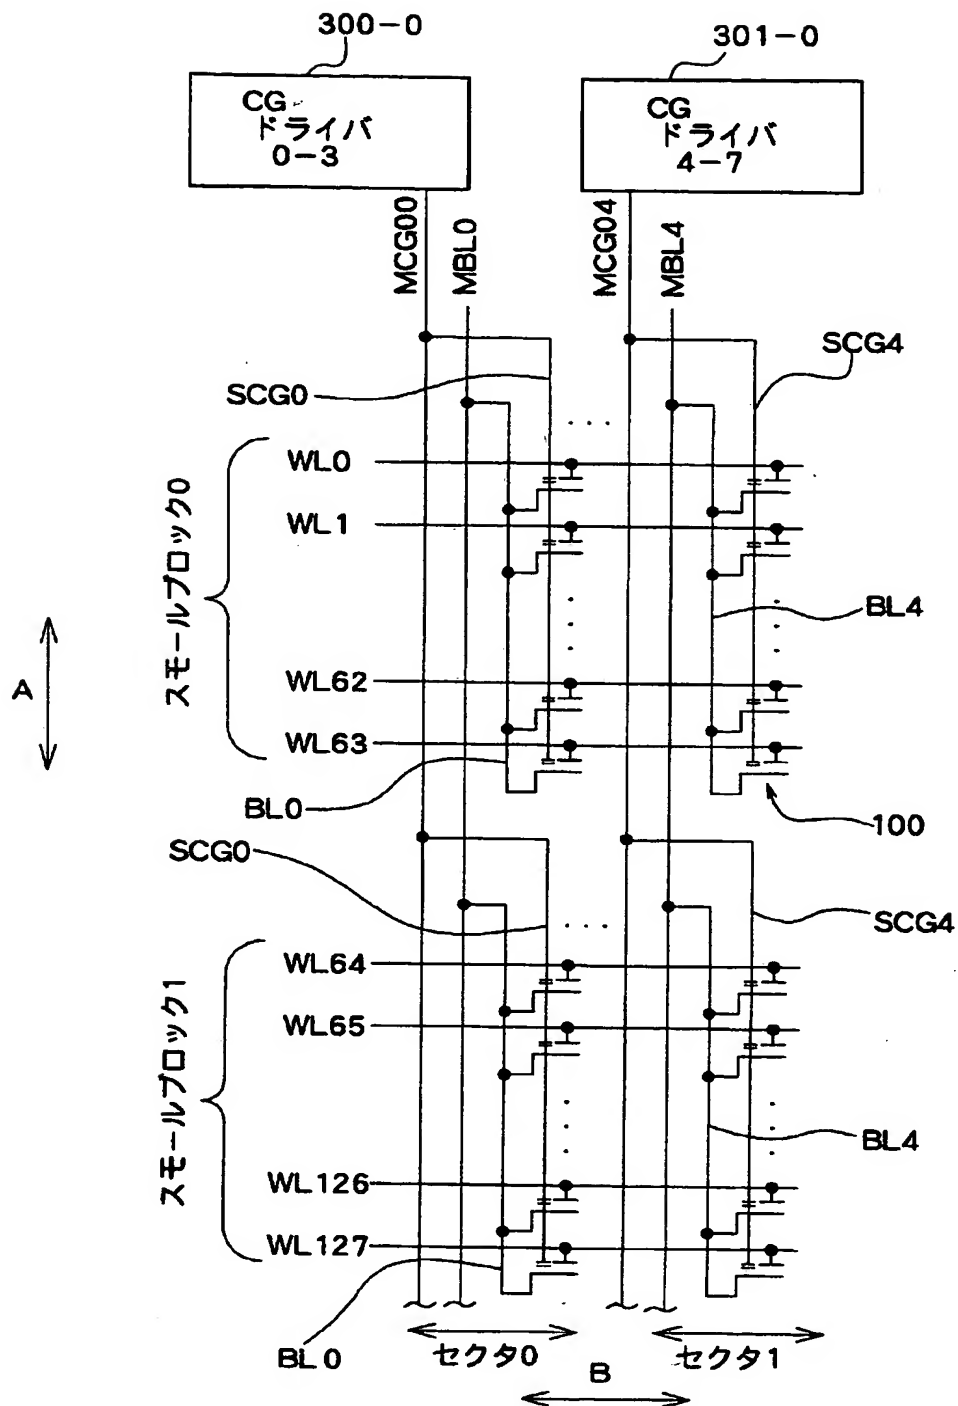 300-0
301-0
CG
ドライバ
0-3
CG
ドライバ
4-7
MCG00
MBL0
MCG04
MBL4
SCG4
SCG0
WL0
WL1
スモールブロック0
BL4
A
WL62
WL63
BL0
100
SCG0
SCG4
WL64
WL65
スモールブロック1
BL4
WL126
WL127
BL0
セクタ0
セクタ1
B